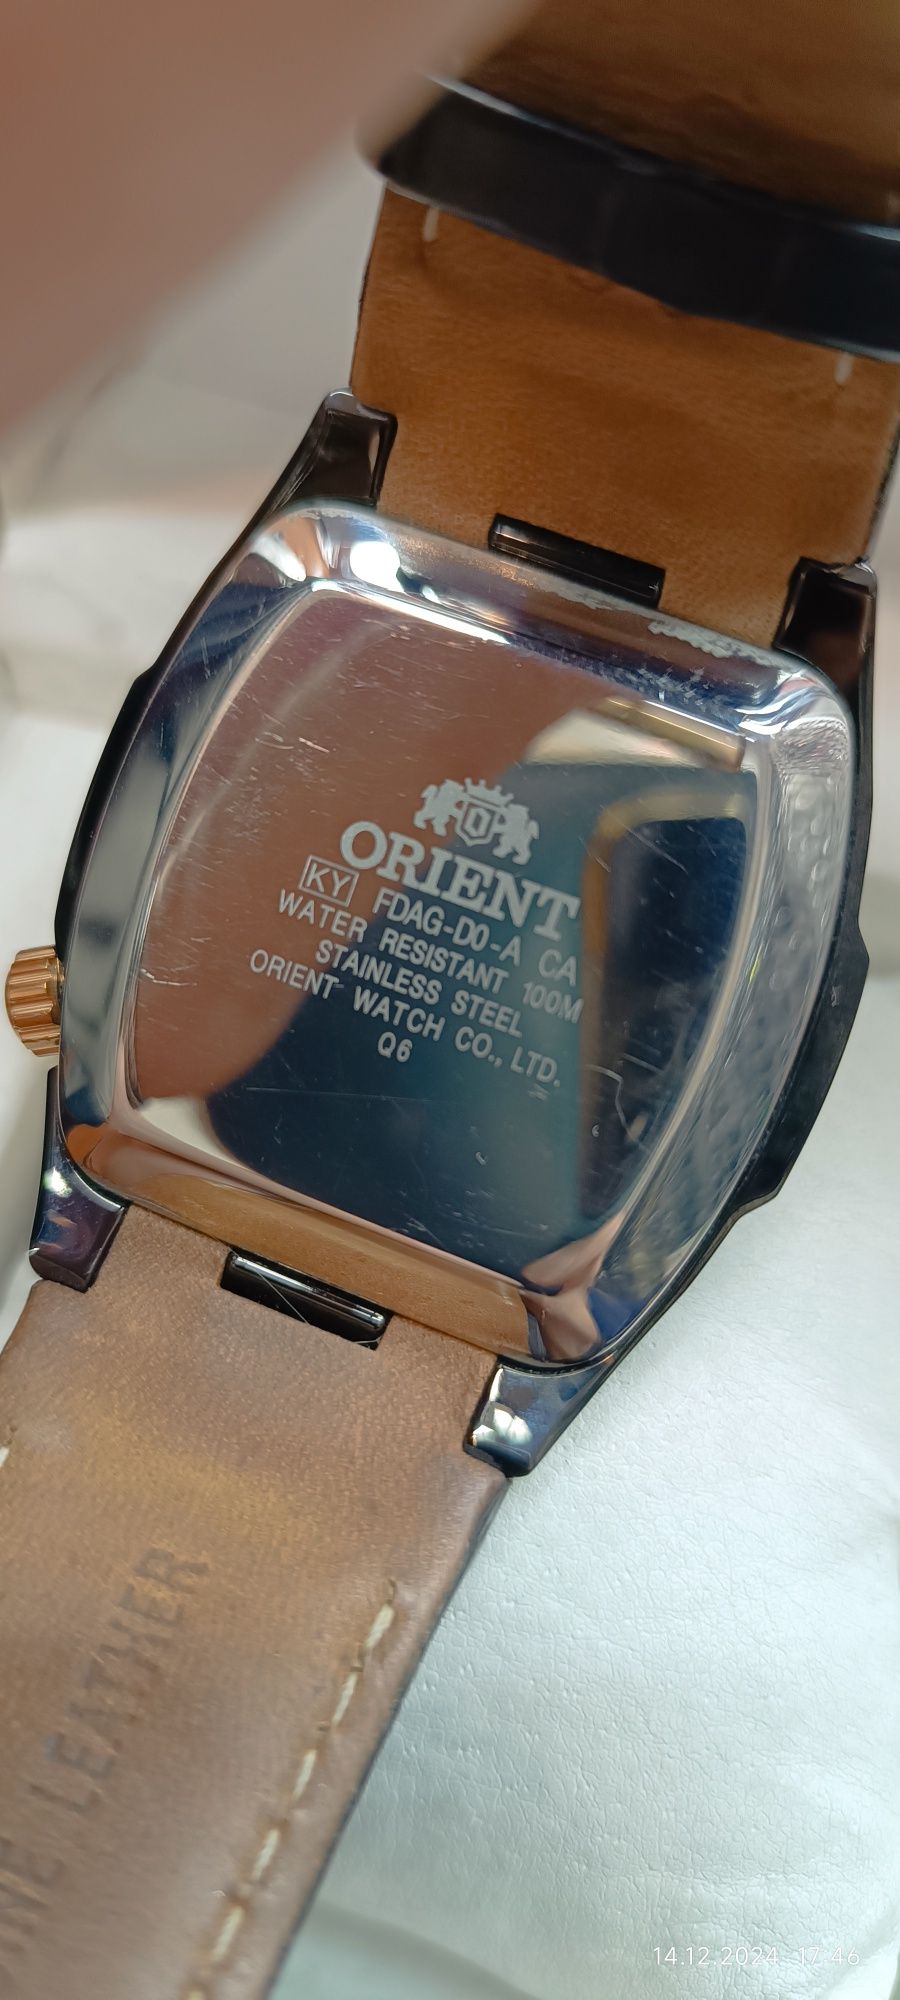 ORIENT
KY FDAG-D0-A CA
WATER RESISTANT 100M
STAINLESS STEEL
ORIENT WATCH CO., LTD.
Q6
LEATHER
14.12.2024 17:46